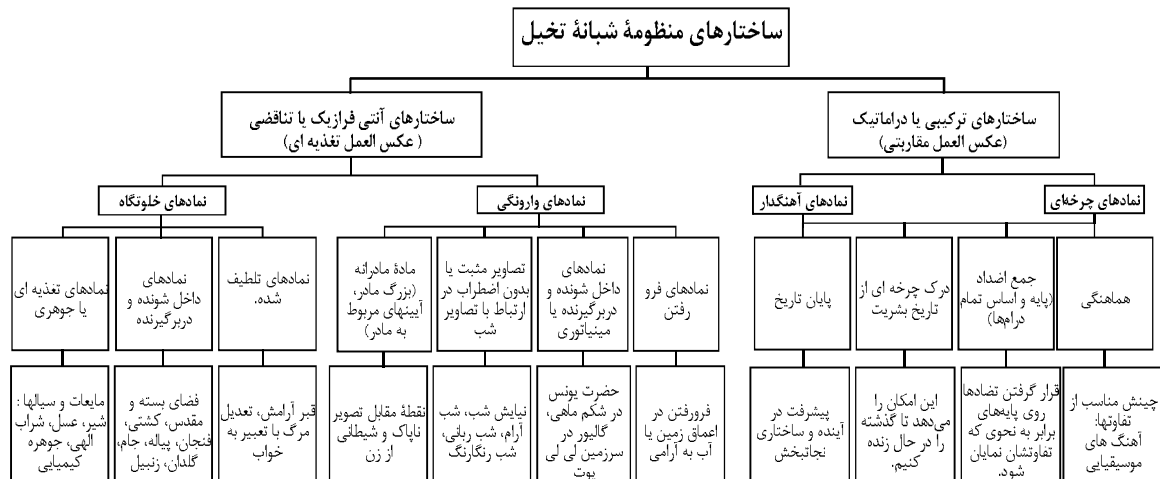 ساختارهای منظومهٔ شبانهٔ تخیل
ساختارهای ترکیبی یا دراماتیک
(عکس العمل مقاربتی)
ساختارهای آنتی فرازیک یا تناقضی
( عکس العمل تغذیه ای)
نمادهای چرخه‌ای
نمادهای آهنگدار
نمادهای وارونگی
نمادهای خلوتگاه
هماهنگی
جمع اضداد
(پایه و اساس تمام
درام‌ها)
درک چرخه ای از
تاریخ بشریت
پایان تاریخ
نمادهای فرو
رفتن
نمادهای
داخل شونده و
دربرگیرنده یا
مینیاتوری
تصاویر مثبت یا
بدون اضطراب در
ارتباط با تصاویر
شب
مادهٔ مادرانه
(بزرگ مادر،
آیینهای مربوط
به مادر)
نمادهای تلطیف
شده.
نمادهای
داخل شونده و
دربرگیرنده
نمادهای تغذیه ای
یا جوهری
چینش مناسب از
تفاوتها:
آهنگ های
موسیقیایی
قرار گرفتن تضادها
روی پایه‌های
برابر به نحوی که
تفاوتشان نمایان
شود.
این امکان را
می‌دهد تا گذشته
را در حال زنده
کنیم.
پیشرفت در
آینده و ساختاری
نجاتبخش
فرورفتن در
اعماق زمین یا
آب به آرامی
حضرت یونس
در شکم ماهی،
گالیور در
سرزمین لی لی
پوت
نیایش شب، شب
آرام، شب ربانی،
شب رنگارنگ
نقطهٔ مقابل تصویر
ناپاک و شیطانی
از زن
قبر آرامش، تعدیل
مرگ با تعبیر به
خواب
فضای بسته و
مقدس، کشتی،
فنجان، پیاله، جام،
گلدان، زنبیل
مایعات و سیالها :
شیر، عسل، شراب
الهی، جوهره
کیمیایی